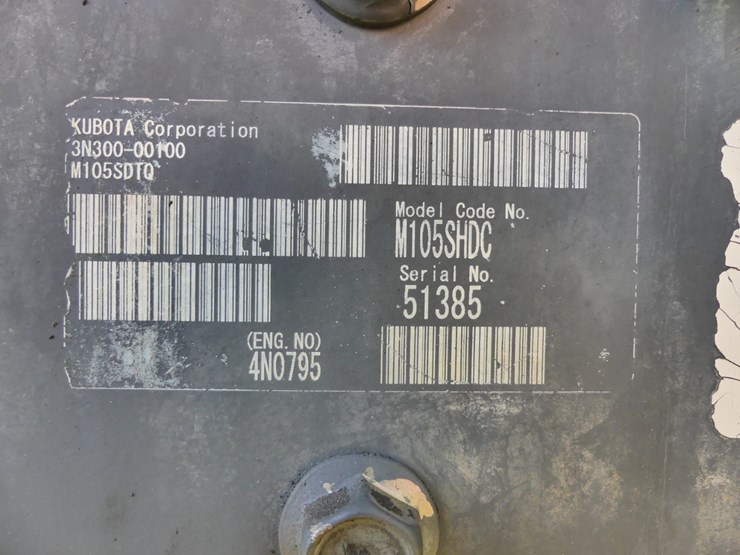 KUBOTA Corporation
3N300-00100
M105SDTQ
Model Code No.
M105SHDC
Serial No.
51385
(ENG. NO)
4N0795